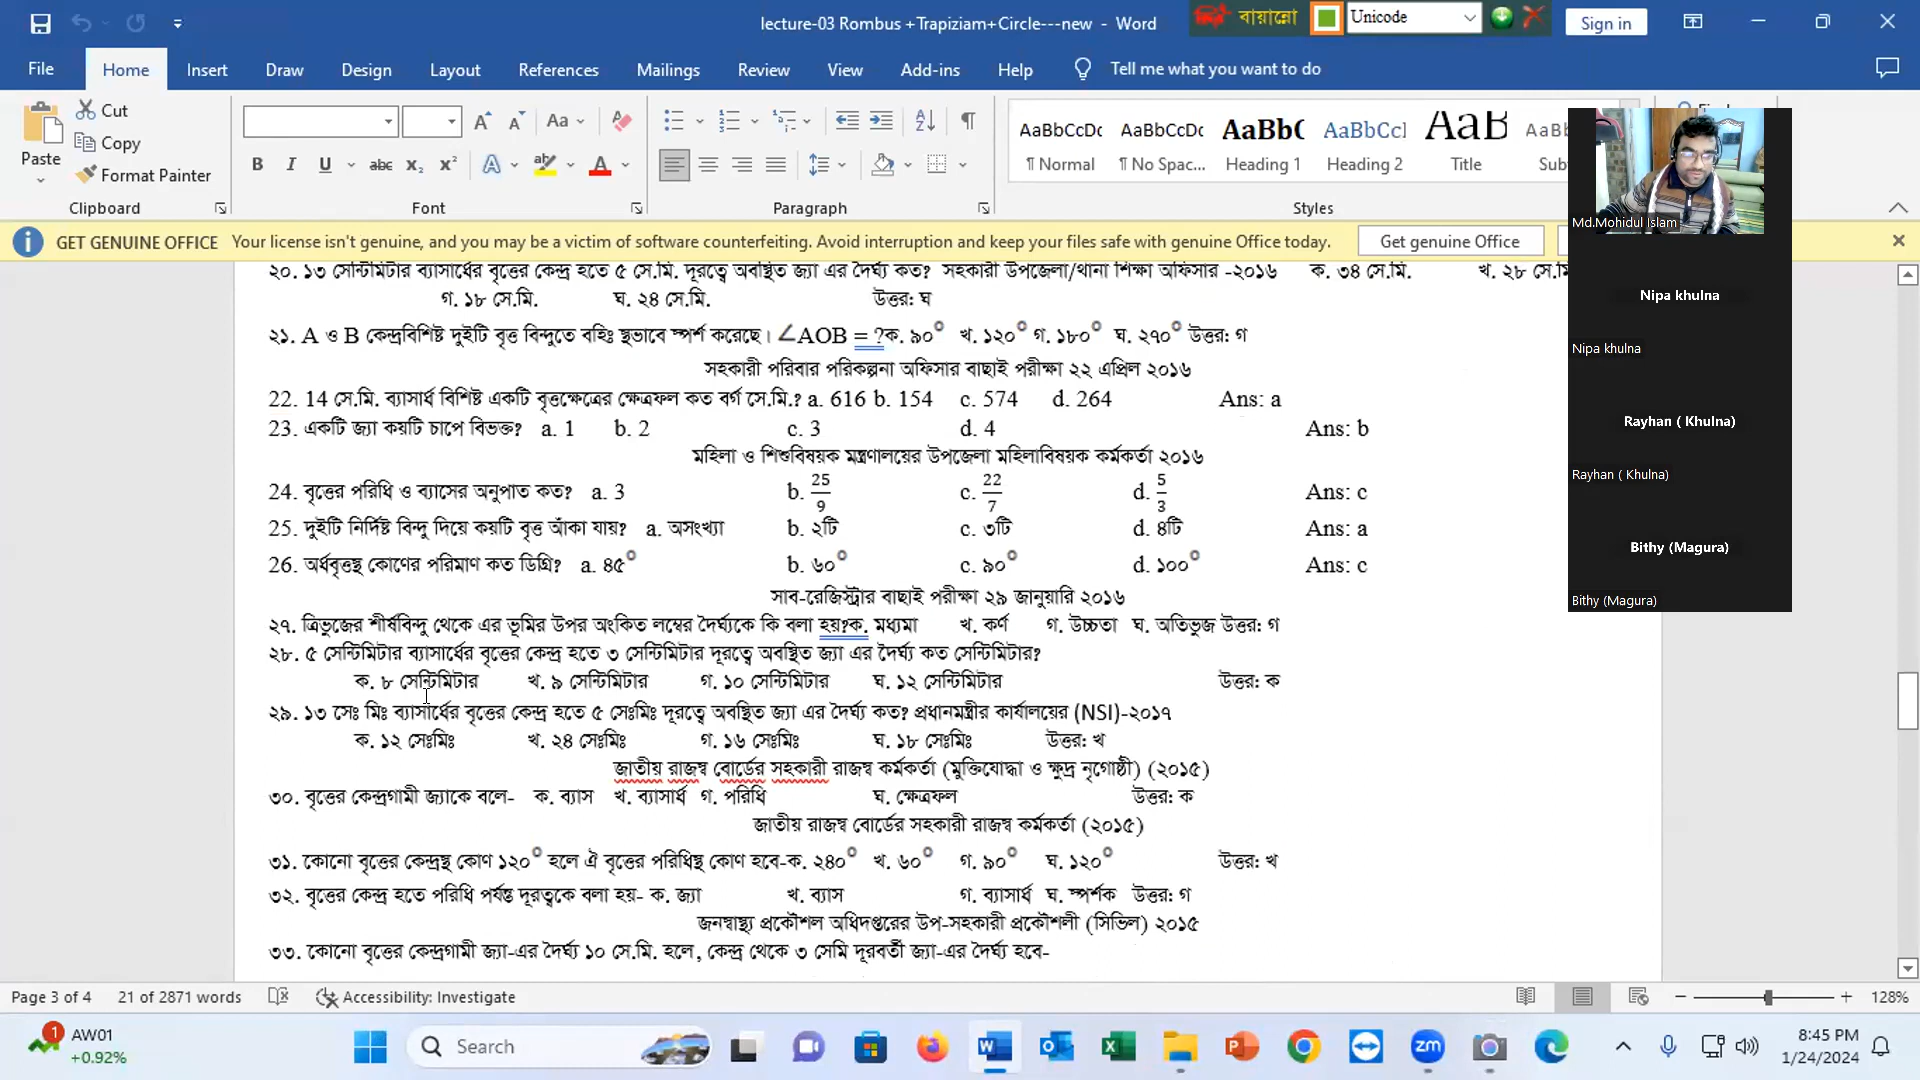 lecture-03 Rombus +Trapiziam+Circle---new - Word
বায়ান্নো
Unicode
Sign in
File Home Insert Draw Design Layout References Mailings Review View Add-ins Help Tell me what you want to do
Paste
Cut
Copy
Format Painter
Clipboard
Font
Paragraph
AaBbCcDc ¶ Normal
AaBbCcDc ¶ No Spac...
AaBbC Heading 1
AaBbCcl Heading 2
AaB Title
Styles
GET GENUINE OFFICE Your license isn't genuine, and you may be a victim of software counterfeiting. Avoid interruption and keep your files safe with genuine Office today. Get genuine Office
২০. ১৩ সেন্টিমিটার ব্যাসার্ধের বৃত্তের কেন্দ্র হতে ৫ সে.মি. দূরত্বে অবস্থিত জ্যা এর দৈর্ঘ্য কত? সহকারী উপজেলা/থানা শিক্ষা অফিসার -২০১৬ ক. ৩৪ সে.মি. খ. ২৮ সে.মি
গ. ১৮ সে.মি. ঘ. ২৪ সে.মি. উত্তর: ঘ
২১. A ও B কেন্দ্রবিশিষ্ট দুইটি বৃত্ত বিন্দুতে বহিঃ স্থভাবে স্পর্শ করেছে। ∠AOB = ?ক. ৯০° খ. ১২০° গ. ১৮০° ঘ. ২৭০° উত্তর: গ
সহকারী পরিবার পরিকল্পনা অফিসার বাছাই পরীক্ষা ২২ এপ্রিল ২০১৬
22. 14 সে.মি. ব্যাসার্ধ বিশিষ্ট একটি বৃত্তক্ষেত্রের ক্ষেত্রফল কত বর্গ সে.মি.? a. 616 b. 154 c. 574 d. 264 Ans: a
23. একটি জ্যা কয়টি চাপে বিভক্ত? a. 1 b. 2 c. 3 d. 4 Ans: b
মহিলা ও শিশুবিষয়ক মন্ত্রণালয়ের উপজেলা মহিলাবিষয়ক কর্মকর্তা ২০১৬
24. বৃত্তের পরিধি ও ব্যাসের অনুপাত কত? a. 3 b. 25/9 c. 22/7 d. 5/3 Ans: c
25. দুইটি নির্দিষ্ট বিন্দু দিয়ে কয়টি বৃত্ত আঁকা যায়? a. অসংখ্যা b. ২টি c. ৩টি d. ৪টি Ans: a
26. অর্ধবৃত্তস্থ কোণের পরিমাণ কত ডিগ্রি? a. ৪৫° b. ৬০° c. ৯০° d. ১০০° Ans: c
সাব-রেজিস্ট্রার বাছাই পরীক্ষা ২৯ জানুয়ারি ২০১৬
২৭. ত্রিভুজের শীর্ষবিন্দু থেকে এর ভূমির উপর অংকিত লম্বের দৈর্ঘ্যকে কি বলা হয়?ক. মধ্যমা খ. কর্ণ গ. উচ্চতা ঘ. অতিভুজ উত্তর: গ
২৮. ৫ সেন্টিমিটার ব্যাসার্ধের বৃত্তের কেন্দ্র হতে ৩ সেন্টিমিটার দূরত্বে অবস্থিত জ্যা এর দৈর্ঘ্য কত সেন্টিমিটার?
ক. ৮ সেন্টিমিটার খ. ৯ সেন্টিমিটার গ. ১০ সেন্টিমিটার ঘ. ১২ সেন্টিমিটার উত্তর: ক
২৯. ১৩ সেঃ মিঃ ব্যাসার্ধের বৃত্তের কেন্দ্র হতে ৫ সেঃমিঃ দূরত্বে অবস্থিত জ্যা এর দৈর্ঘ্য কত? প্রধানমন্ত্রীর কার্যালয়ের (NSI)-২০১৭
ক. ১২ সেঃমিঃ খ. ২৪ সেঃমিঃ গ. ১৬ সেঃমিঃ ঘ. ১৮ সেঃমিঃ উত্তর: খ
জাতীয় রাজস্ব বোর্ডের সহকারী রাজস্ব কর্মকর্তা (মুক্তিযোদ্ধা ও ক্ষুদ্র নৃগোষ্ঠী) (২০১৫)
৩০. বৃত্তের কেন্দ্রগামী জ্যাকে বলে- ক. ব্যাস খ. ব্যাসার্ধ গ. পরিধি ঘ. ক্ষেত্রফল উত্তর: ক
জাতীয় রাজস্ব বোর্ডের সহকারী রাজস্ব কর্মকর্তা (২০১৫)
৩১. কোনো বৃত্তের কেন্দ্রস্থ কোণ ১২০° হলে ঐ বৃত্তের পরিধিস্থ কোণ হবে-ক. ২৪০° খ. ৬০° গ. ৯০° ঘ. ১২০° উত্তর: খ
৩২. বৃত্তের কেন্দ্র হতে পরিধি পর্যন্ত দূরত্বকে বলা হয়- ক. জ্যা খ. ব্যাস গ. ব্যাসার্ধ ঘ. স্পর্শক উত্তর: গ
জনস্বাস্থ্য প্রকৌশল অধিদপ্তরের উপ-সহকারী প্রকৌশলী (সিভিল) ২০১৫
৩৩. কোনো বৃত্তের কেন্দ্রগামী জ্যা-এর দৈর্ঘ্য ১০ সে.মি. হলে, কেন্দ্র থেকে ৩ সেমি দূরবর্তী জ্যা-এর দৈর্ঘ্য হবে-
Md.Mohidul Islam
Nipa khulna
Nipa khulna
Rayhan ( Khulna)
Rayhan ( Khulna)
Bithy (Magura)
Bithy (Magura)
Page 3 of 4 21 of 2871 words Accessibility: Investigate 128%
AW01
+0.92%
Search
8:45 PM
1/24/2024